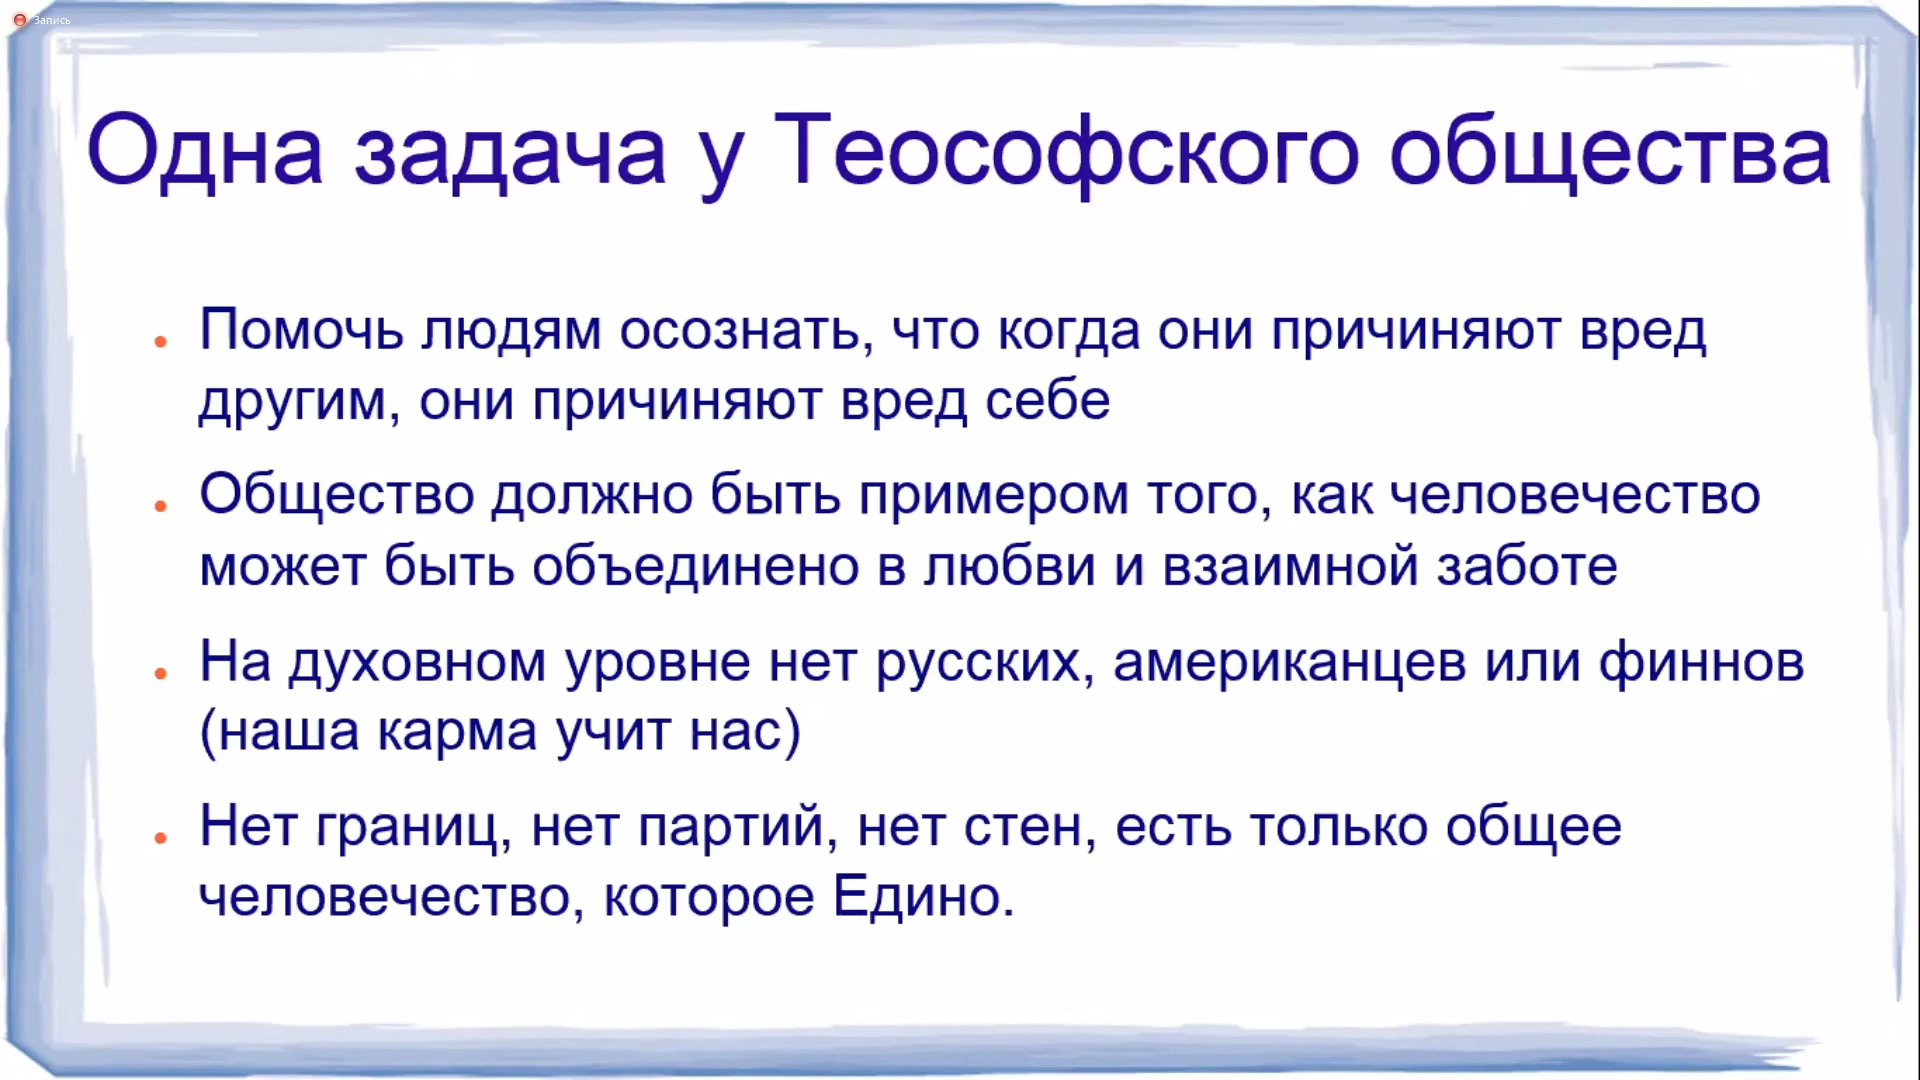 Запись
Одна задача у Теософского общества
Помочь людям осознать, что когда они причиняют вред
другим, они причиняют вред себе
Общество должно быть примером того, как человечество
может быть объединено в любви и взаимной заботе
На духовном уровне нет русских, американцев или финнов
(наша карма учит нас)
Нет границ, нет партий, нет стен, есть только общее
человечество, которое Едино.